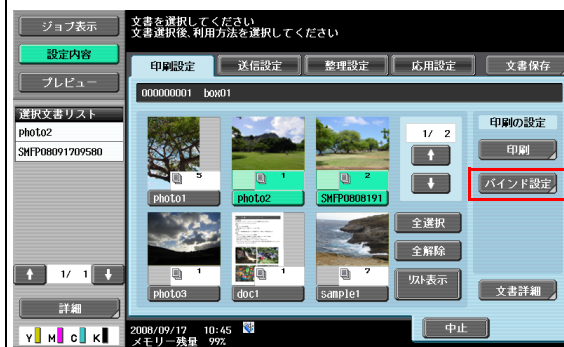 ジョブ表示
設定内容
プレビュー
選択文書リスト
photo2
SMFP08091709580
1/ 1
詳細
Y M C K
文書を選択してください
文書選択後、利用方法を選択してください
印刷設定
送信設定
整理設定
応用設定
文書保存
000000001 box01
5
photo1
1
photo2
2
SMFP0808191
1
photo3
1
doc1
7
sample1
1/ 2
全選択
全解除
リスト表示
印刷の設定
印刷
バインド設定
文書詳細
2008/09/17 10:45
メモリー残量 99%
中止